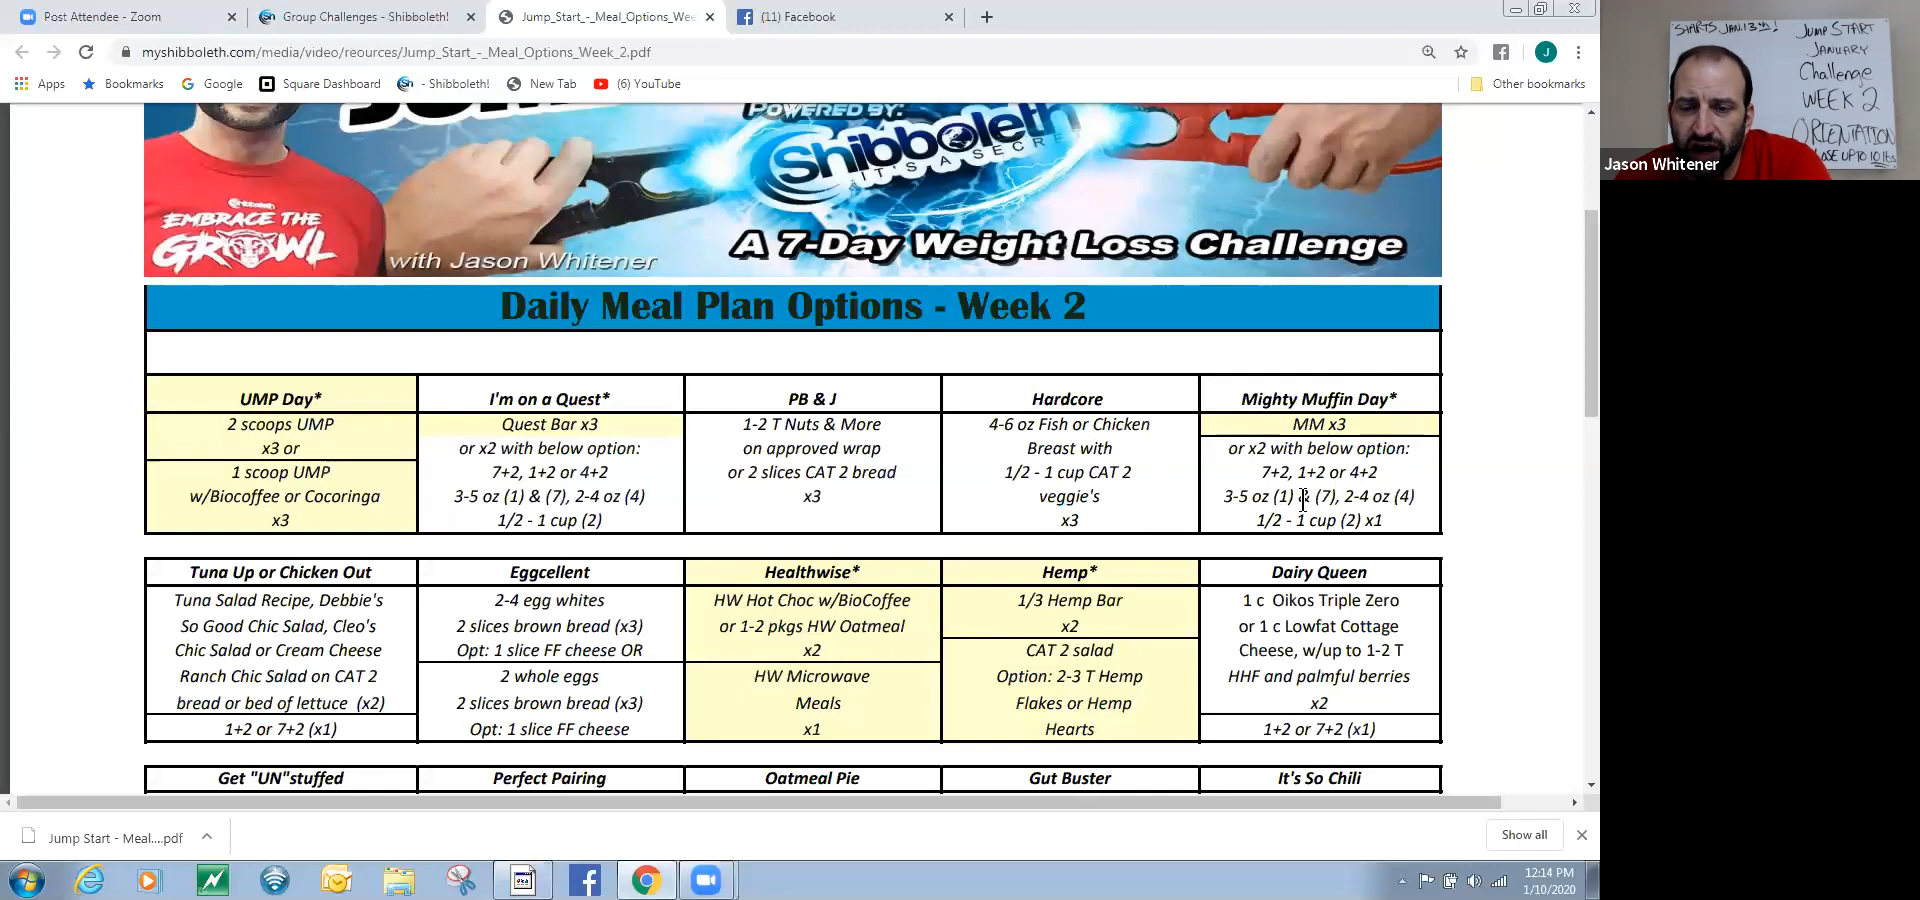 Post Attendee - Zoom
Group Challenges - Shibboleth!
Jump_Start_-_Meal_Options_Wee
(11) Facebook
myshibboleth.com/media/video/reources/Jump_Start_-_Meal_Options_Week_2.pdf
J
Apps
Bookmarks
Google
Square Dashboard
- Shibboleth!
New Tab
(6) YouTube
Other bookmarks
STARTS JAN.13th!
JUMP START
JANUARY
Challenge
WEEK 2
ORIENTATION
LOSE UP TO 10 lbs
Jason Whitener
POWERED BY:
Shibboleth
IT'S A SECRE
Shibboleth
EMBRACE THE
GROWL
with Jason Whitener
A 7-Day Weight Loss Challenge
Daily Meal Plan Options - Week 2
UMP Day*
2 scoops UMP
x3 or
1 scoop UMP
w/Biocoffee or Cocoringa
x3
I'm on a Quest*
Quest Bar x3
or x2 with below option:
7+2, 1+2 or 4+2
3-5 oz (1) & (7), 2-4 oz (4)
1/2 - 1 cup (2)
PB & J
1-2 T Nuts & More
on approved wrap
or 2 slices CAT 2 bread
x3
Hardcore
4-6 oz Fish or Chicken
Breast with
1/2 - 1 cup CAT 2
veggie's
x3
Mighty Muffin Day*
MM x3
or x2 with below option:
7+2, 1+2 or 4+2
3-5 oz (1) & (7), 2-4 oz (4)
1/2 - 1 cup (2) x1
Tuna Up or Chicken Out
Tuna Salad Recipe, Debbie's
So Good Chic Salad, Cleo's
Chic Salad or Cream Cheese
Ranch Chic Salad on CAT 2
bread or bed of lettuce (x2)
1+2 or 7+2 (x1)
Eggcellent
2-4 egg whites
2 slices brown bread (x3)
Opt: 1 slice FF cheese OR
2 whole eggs
2 slices brown bread (x3)
Opt: 1 slice FF cheese
Healthwise*
HW Hot Choc w/BioCoffee
or 1-2 pkgs HW Oatmeal
x2
HW Microwave
Meals
x1
Hemp*
1/3 Hemp Bar
x2
CAT 2 salad
Option: 2-3 T Hemp
Flakes or Hemp
Hearts
Dairy Queen
1 c Oikos Triple Zero
or 1 c Lowfat Cottage
Cheese, w/up to 1-2 T
HHF and palmful berries
x2
1+2 or 7+2 (x1)
Get "UN"stuffed
Perfect Pairing
Oatmeal Pie
Gut Buster
It's So Chili
Jump Start - Meal....pdf
Show all
12:14 PM
1/10/2020